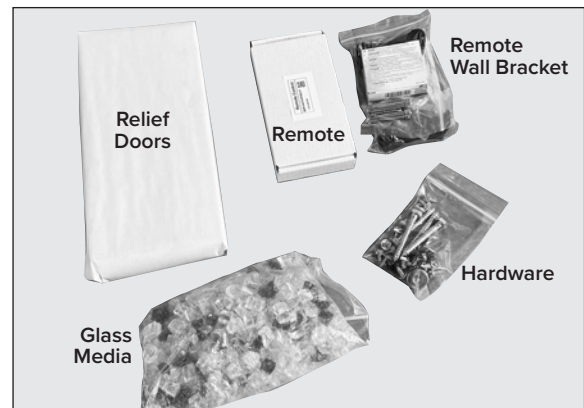 Relief
Doors
Remote
Remote
Wall Bracket
Hardware
Glass
Media